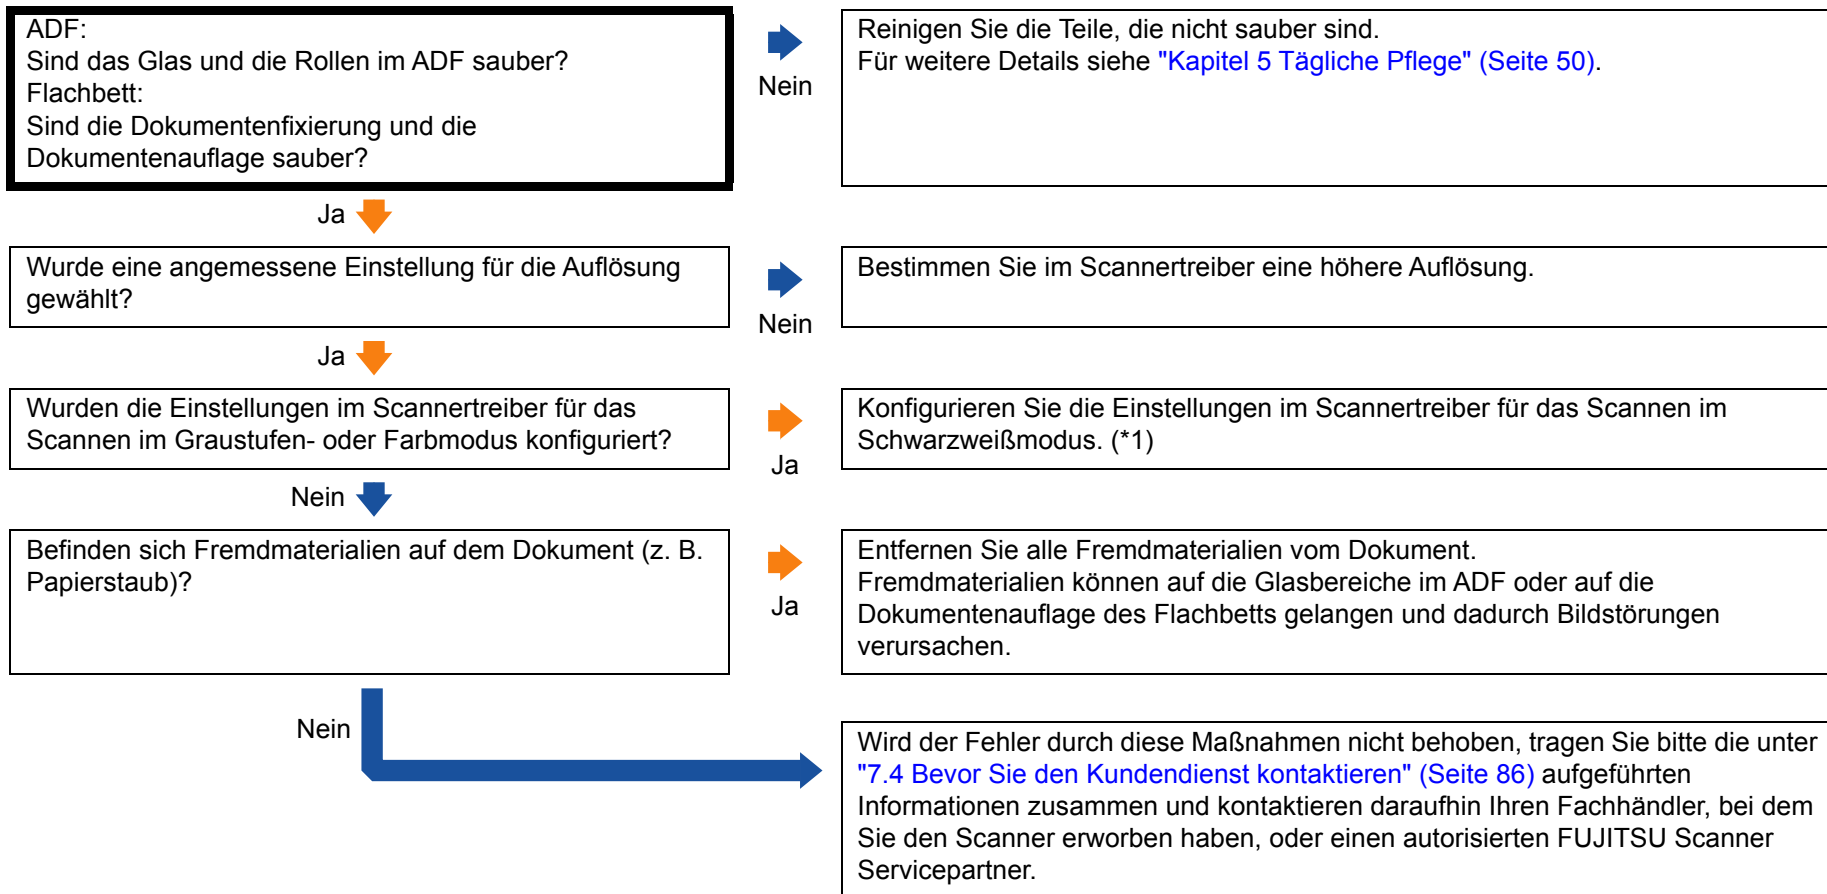 ADF:
Sind das Glas und die Rollen im ADF sauber?
Flachbett:
Sind die Dokumentenfixierung und die
Dokumentenauflage sauber?
Nein
Reinigen Sie die Teile, die nicht sauber sind.
Für weitere Details siehe "Kapitel 5 Tägliche Pflege" (Seite 50).
Ja
Wurde eine angemessene Einstellung für die Auflösung
gewählt?
Nein
Bestimmen Sie im Scannertreiber eine höhere Auflösung.
Ja
Wurden die Einstellungen im Scannertreiber für das
Scannen im Graustufen- oder Farbmodus konfiguriert?
Ja
Konfigurieren Sie die Einstellungen im Scannertreiber für das Scannen im
Schwarzweißmodus. (*1)
Nein
Befinden sich Fremdmaterialien auf dem Dokument (z. B.
Papierstaub)?
Ja
Entfernen Sie alle Fremdmaterialien vom Dokument.
Fremdmaterialien können auf die Glasbereiche im ADF oder auf die
Dokumentenauflage des Flachbetts gelangen und dadurch Bildstörungen
verursachen.
Nein
Wird der Fehler durch diese Maßnahmen nicht behoben, tragen Sie bitte die unter
"7.4 Bevor Sie den Kundendienst kontaktieren" (Seite 86) aufgeführten
Informationen zusammen und kontaktieren daraufhin Ihren Fachhändler, bei dem
Sie den Scanner erworben haben, oder einen autorisierten FUJITSU Scanner
Servicepartner.